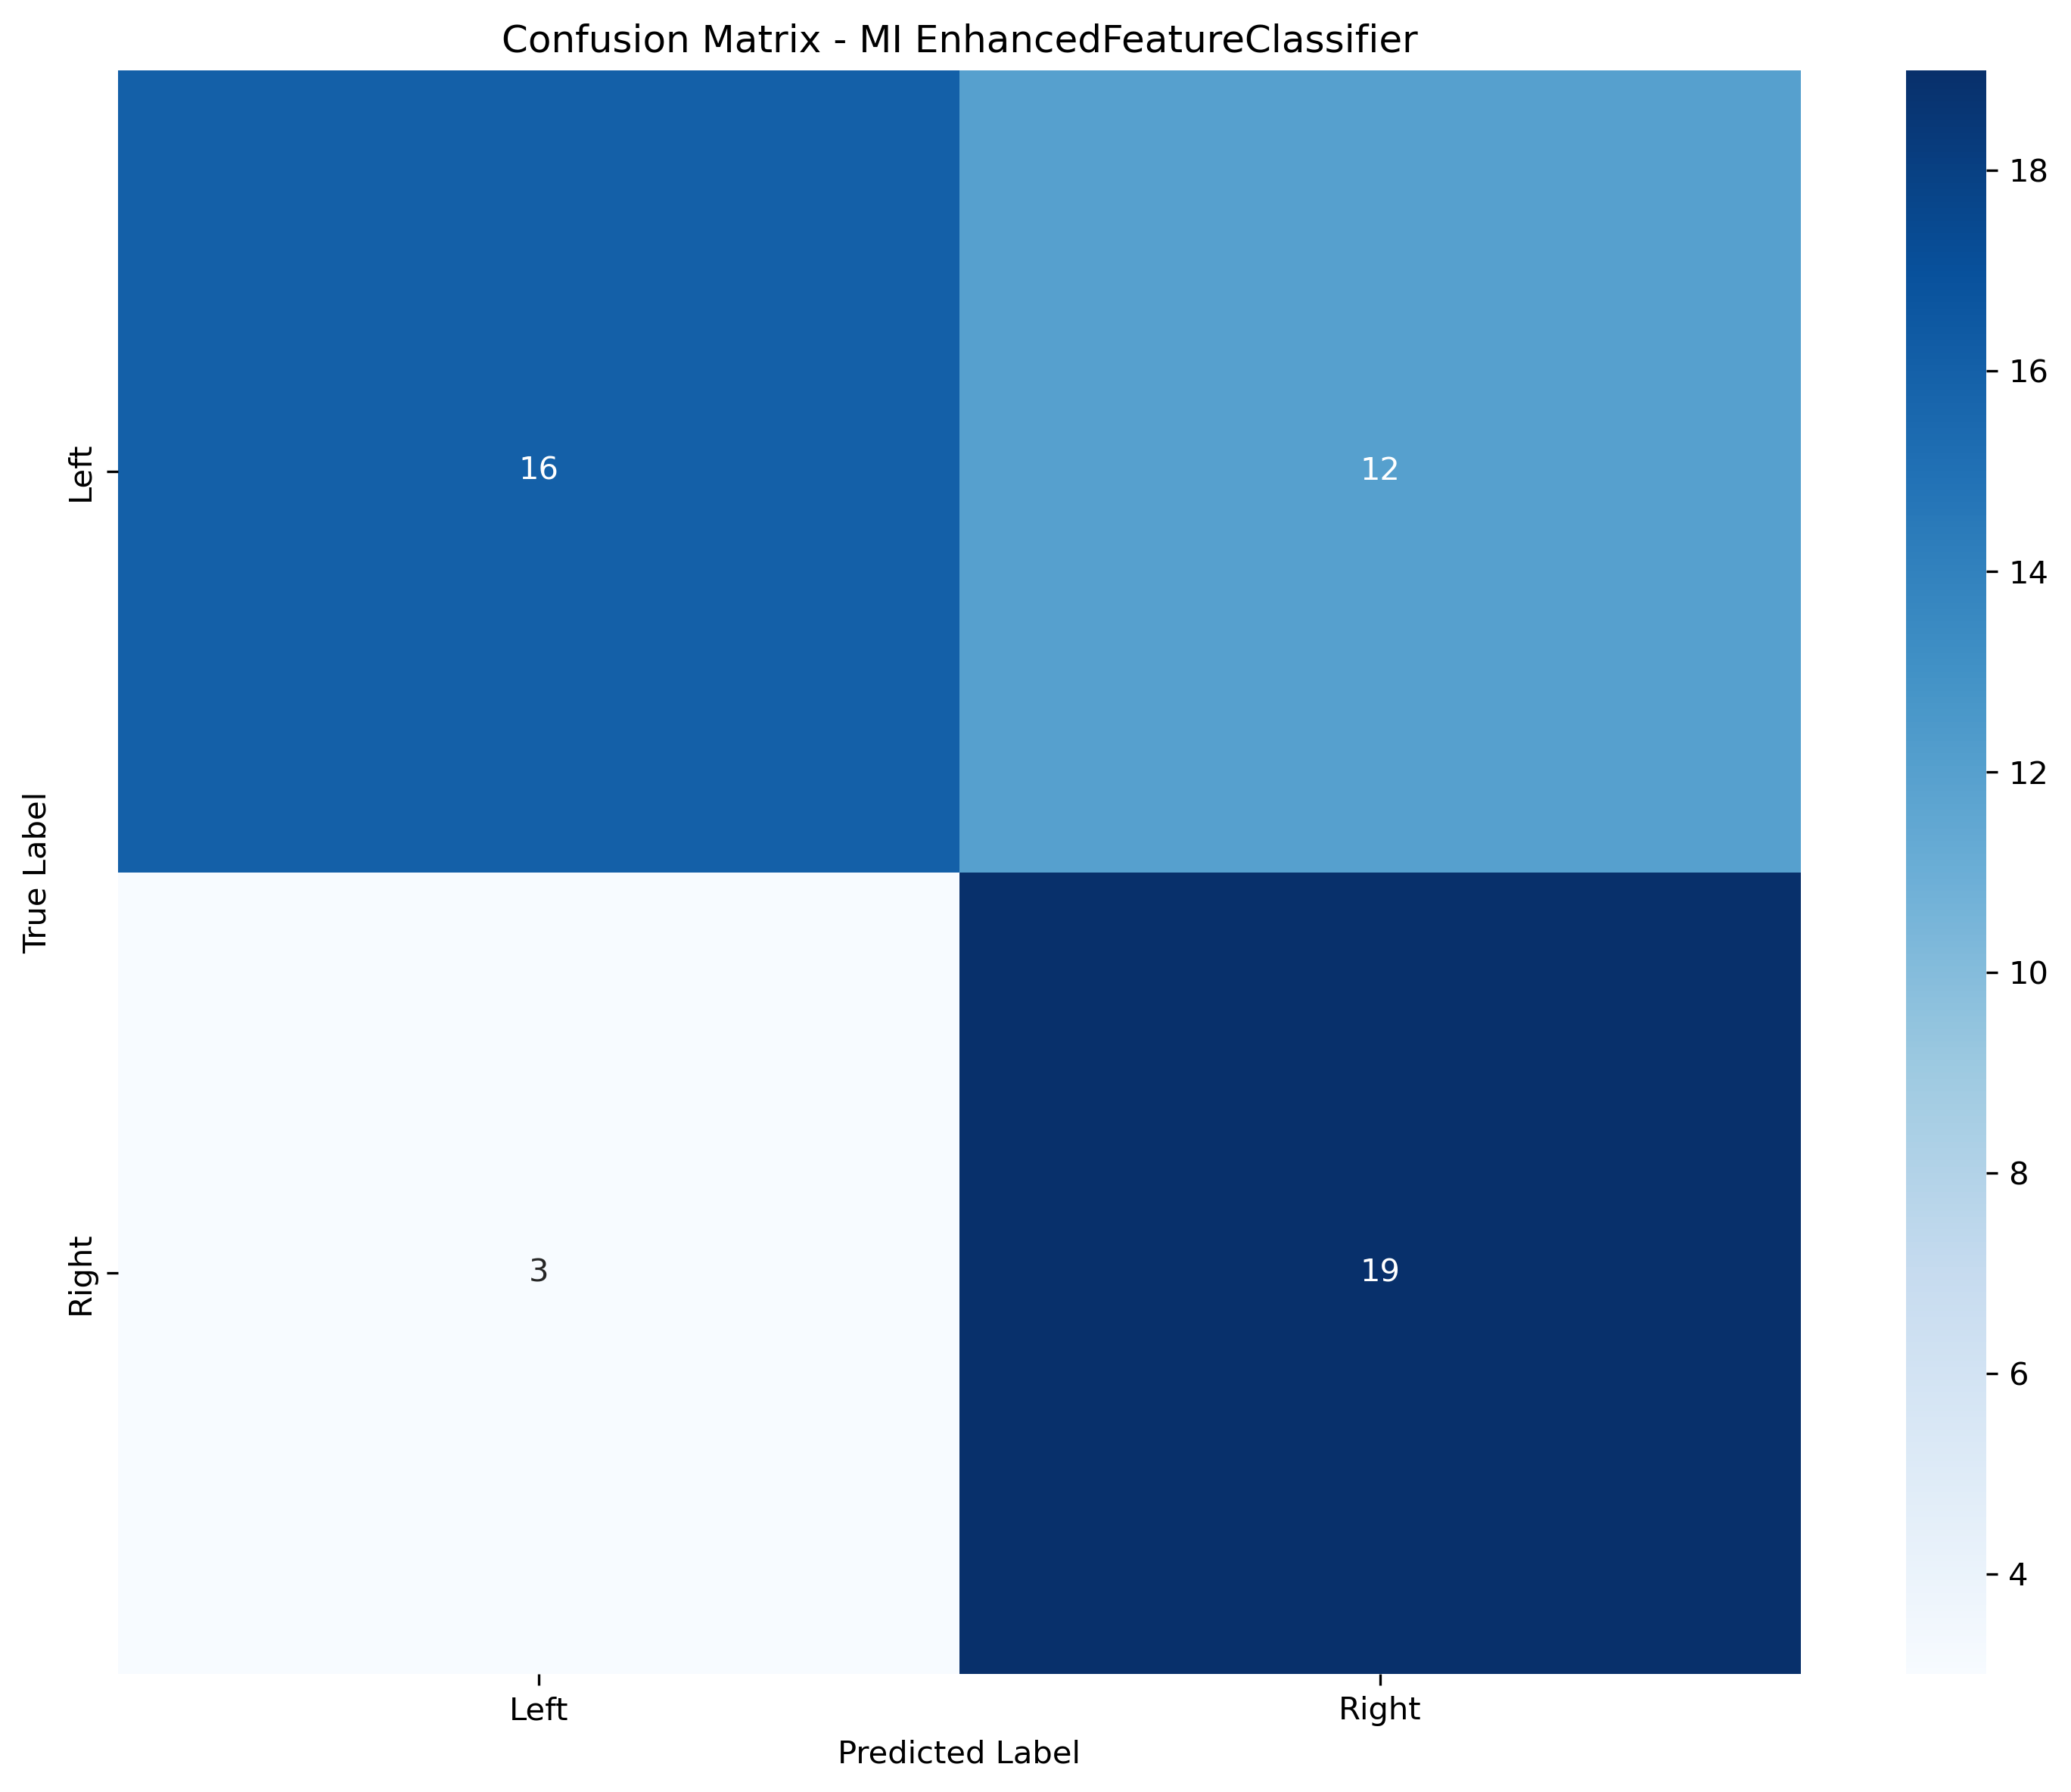 Confusion Matrix - MI EnhancedFeatureClassifier
True Label
Left
Right
16
12
3
19
Left
Right
Predicted Label
18
16
14
12
10
8
6
4